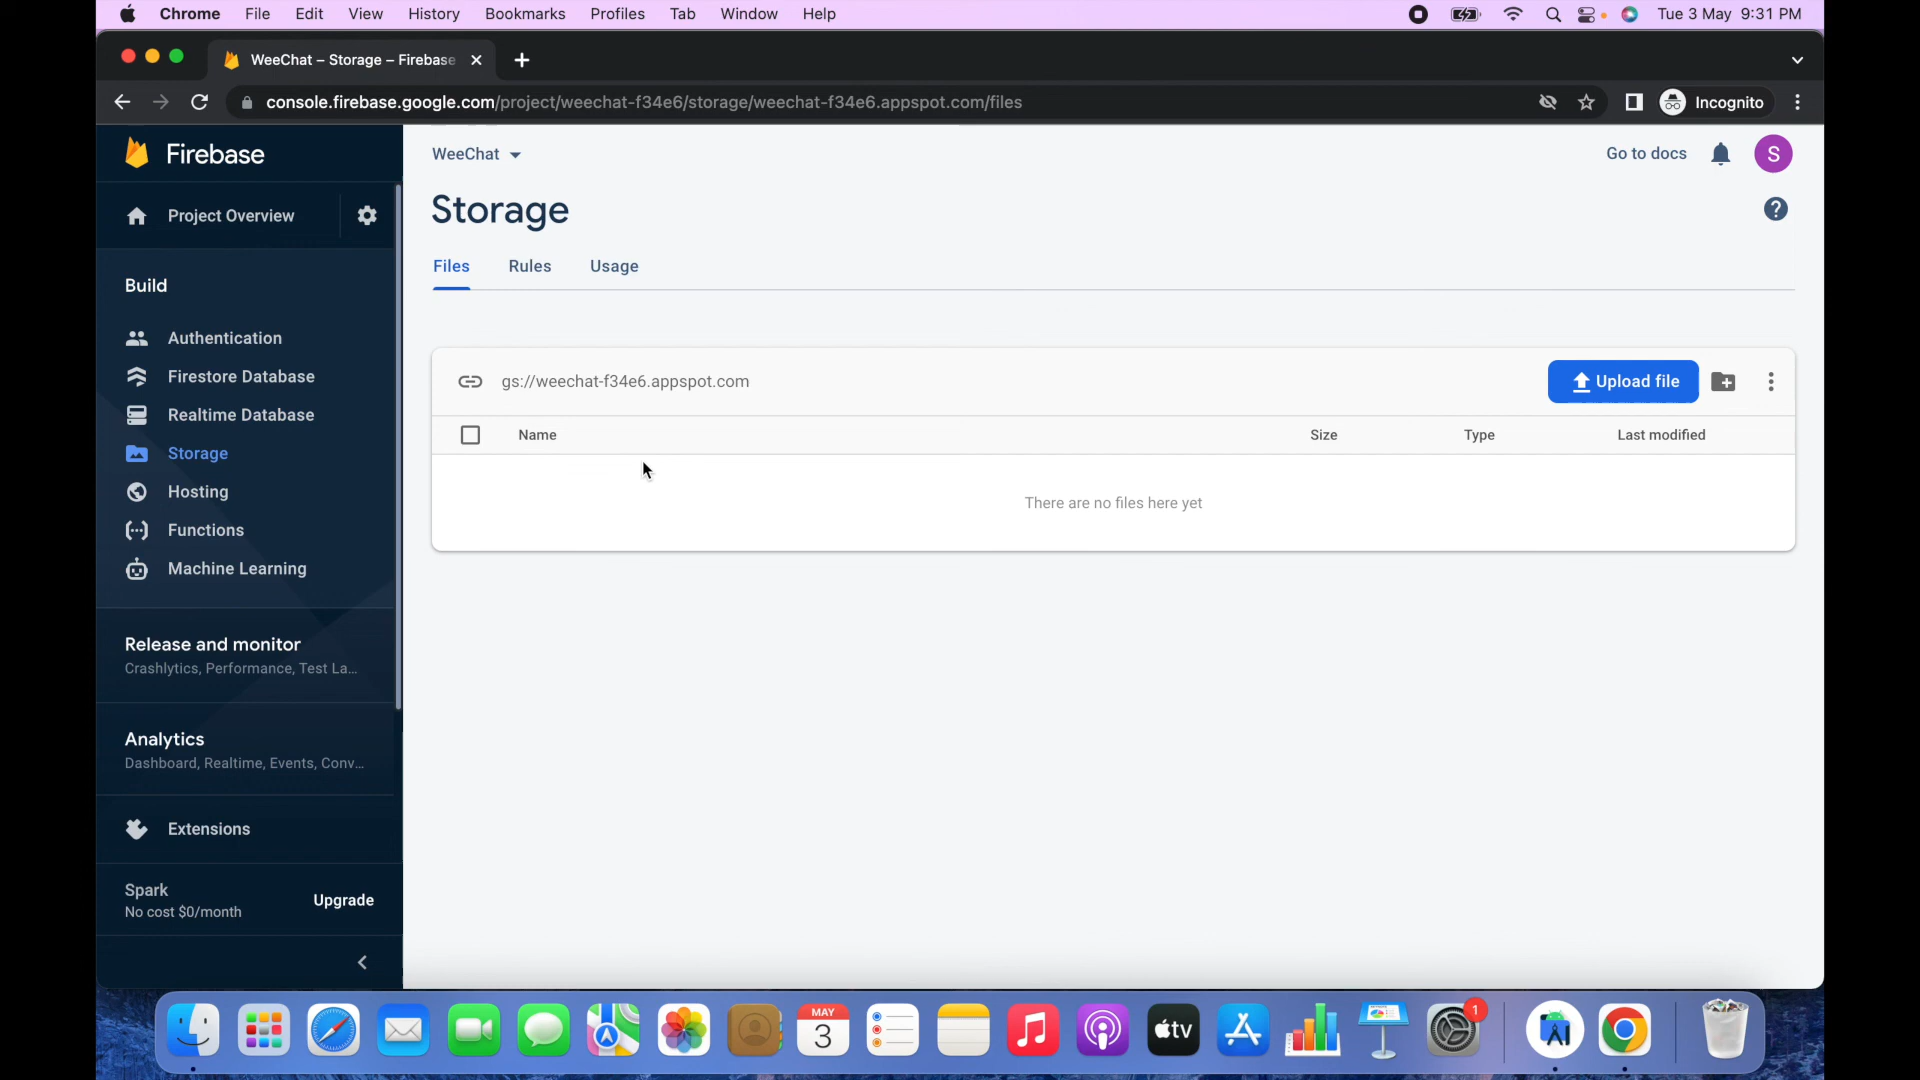 Chrome File Edit View History Bookmarks Profiles Tab Window Help Tue 3 May 9:31 PM
WeeChat – Storage – Firebase
console.firebase.google.com/project/weechat-f34e6/storage/weechat-f34e6.appspot.com/files Incognito
Firebase
Project Overview
Build
Authentication
Firestore Database
Realtime Database
Storage
Hosting
Functions
Machine Learning
Release and monitor
Crashlytics, Performance, Test La...
Analytics
Dashboard, Realtime, Events, Conv...
Extensions
Spark
No cost $0/month
Upgrade
WeeChat
Go to docs
S
Storage
Files Rules Usage
gs://weechat-f34e6.appspot.com
Upload file
Name Size Type Last modified
There are no files here yet
MAY
3
tv
1